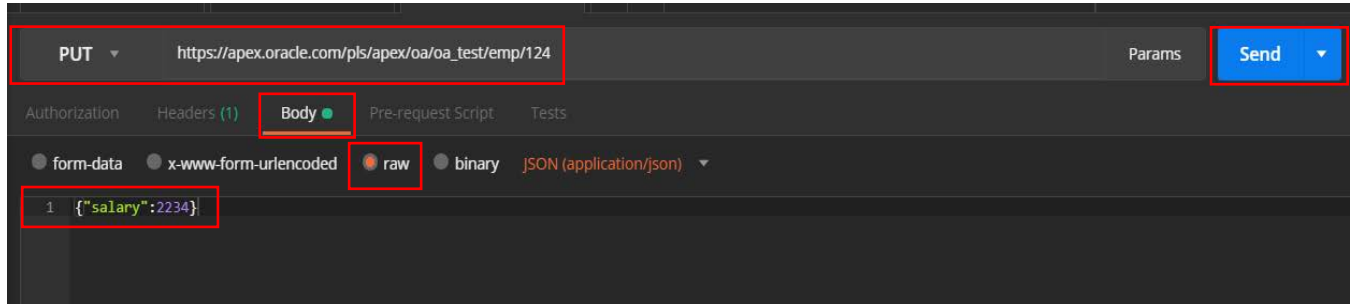 PUT https://apex.oracle.com/pls/apex/oa/oa_test/emp/124 Params Send
Authorization Headers (1) Body Pre-request Script Tests
form-data x-www-form-urlencoded raw binary JSON (application/json)
1 {"salary":2234}